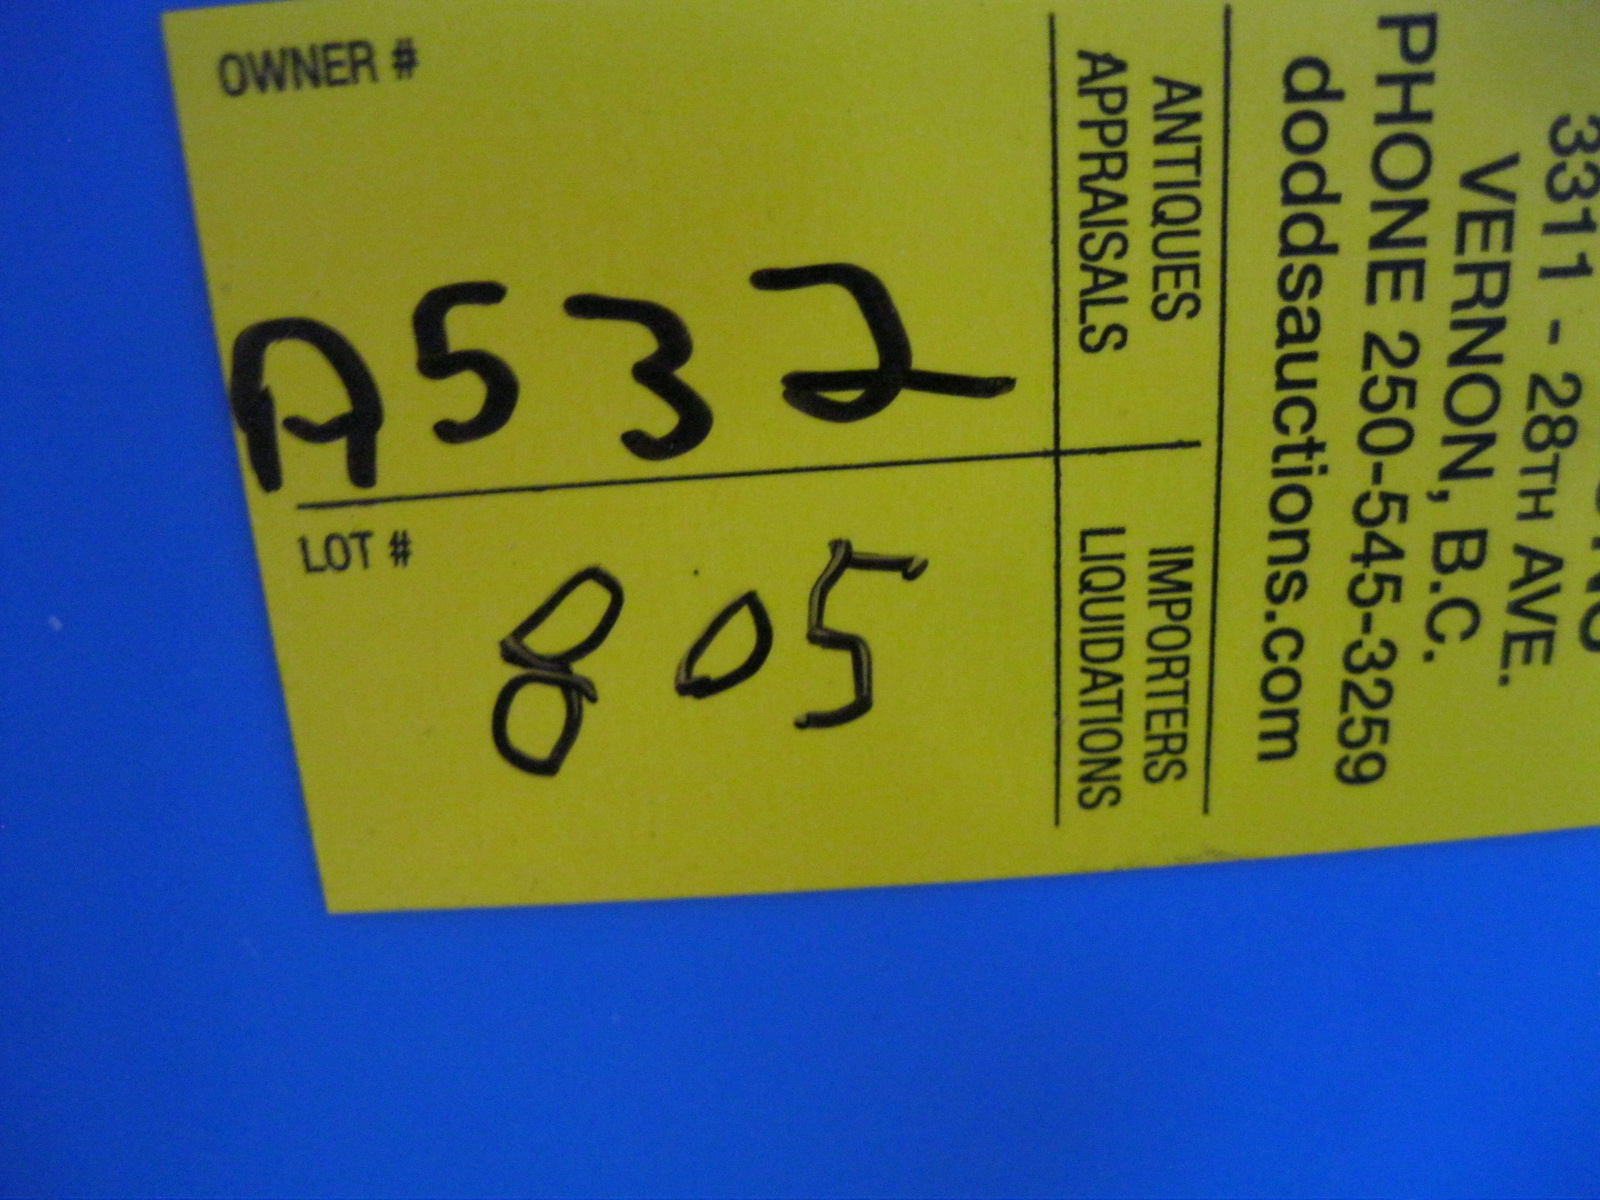 3311 - 28TH AVE.
VERNON, B.C.
PHONE 250-545-3259
doddsauctions.com
ANTIQUES
APPRAISALS
IMPORTERS
LIQUIDATIONS
OWNER #
A532
LOT #
805